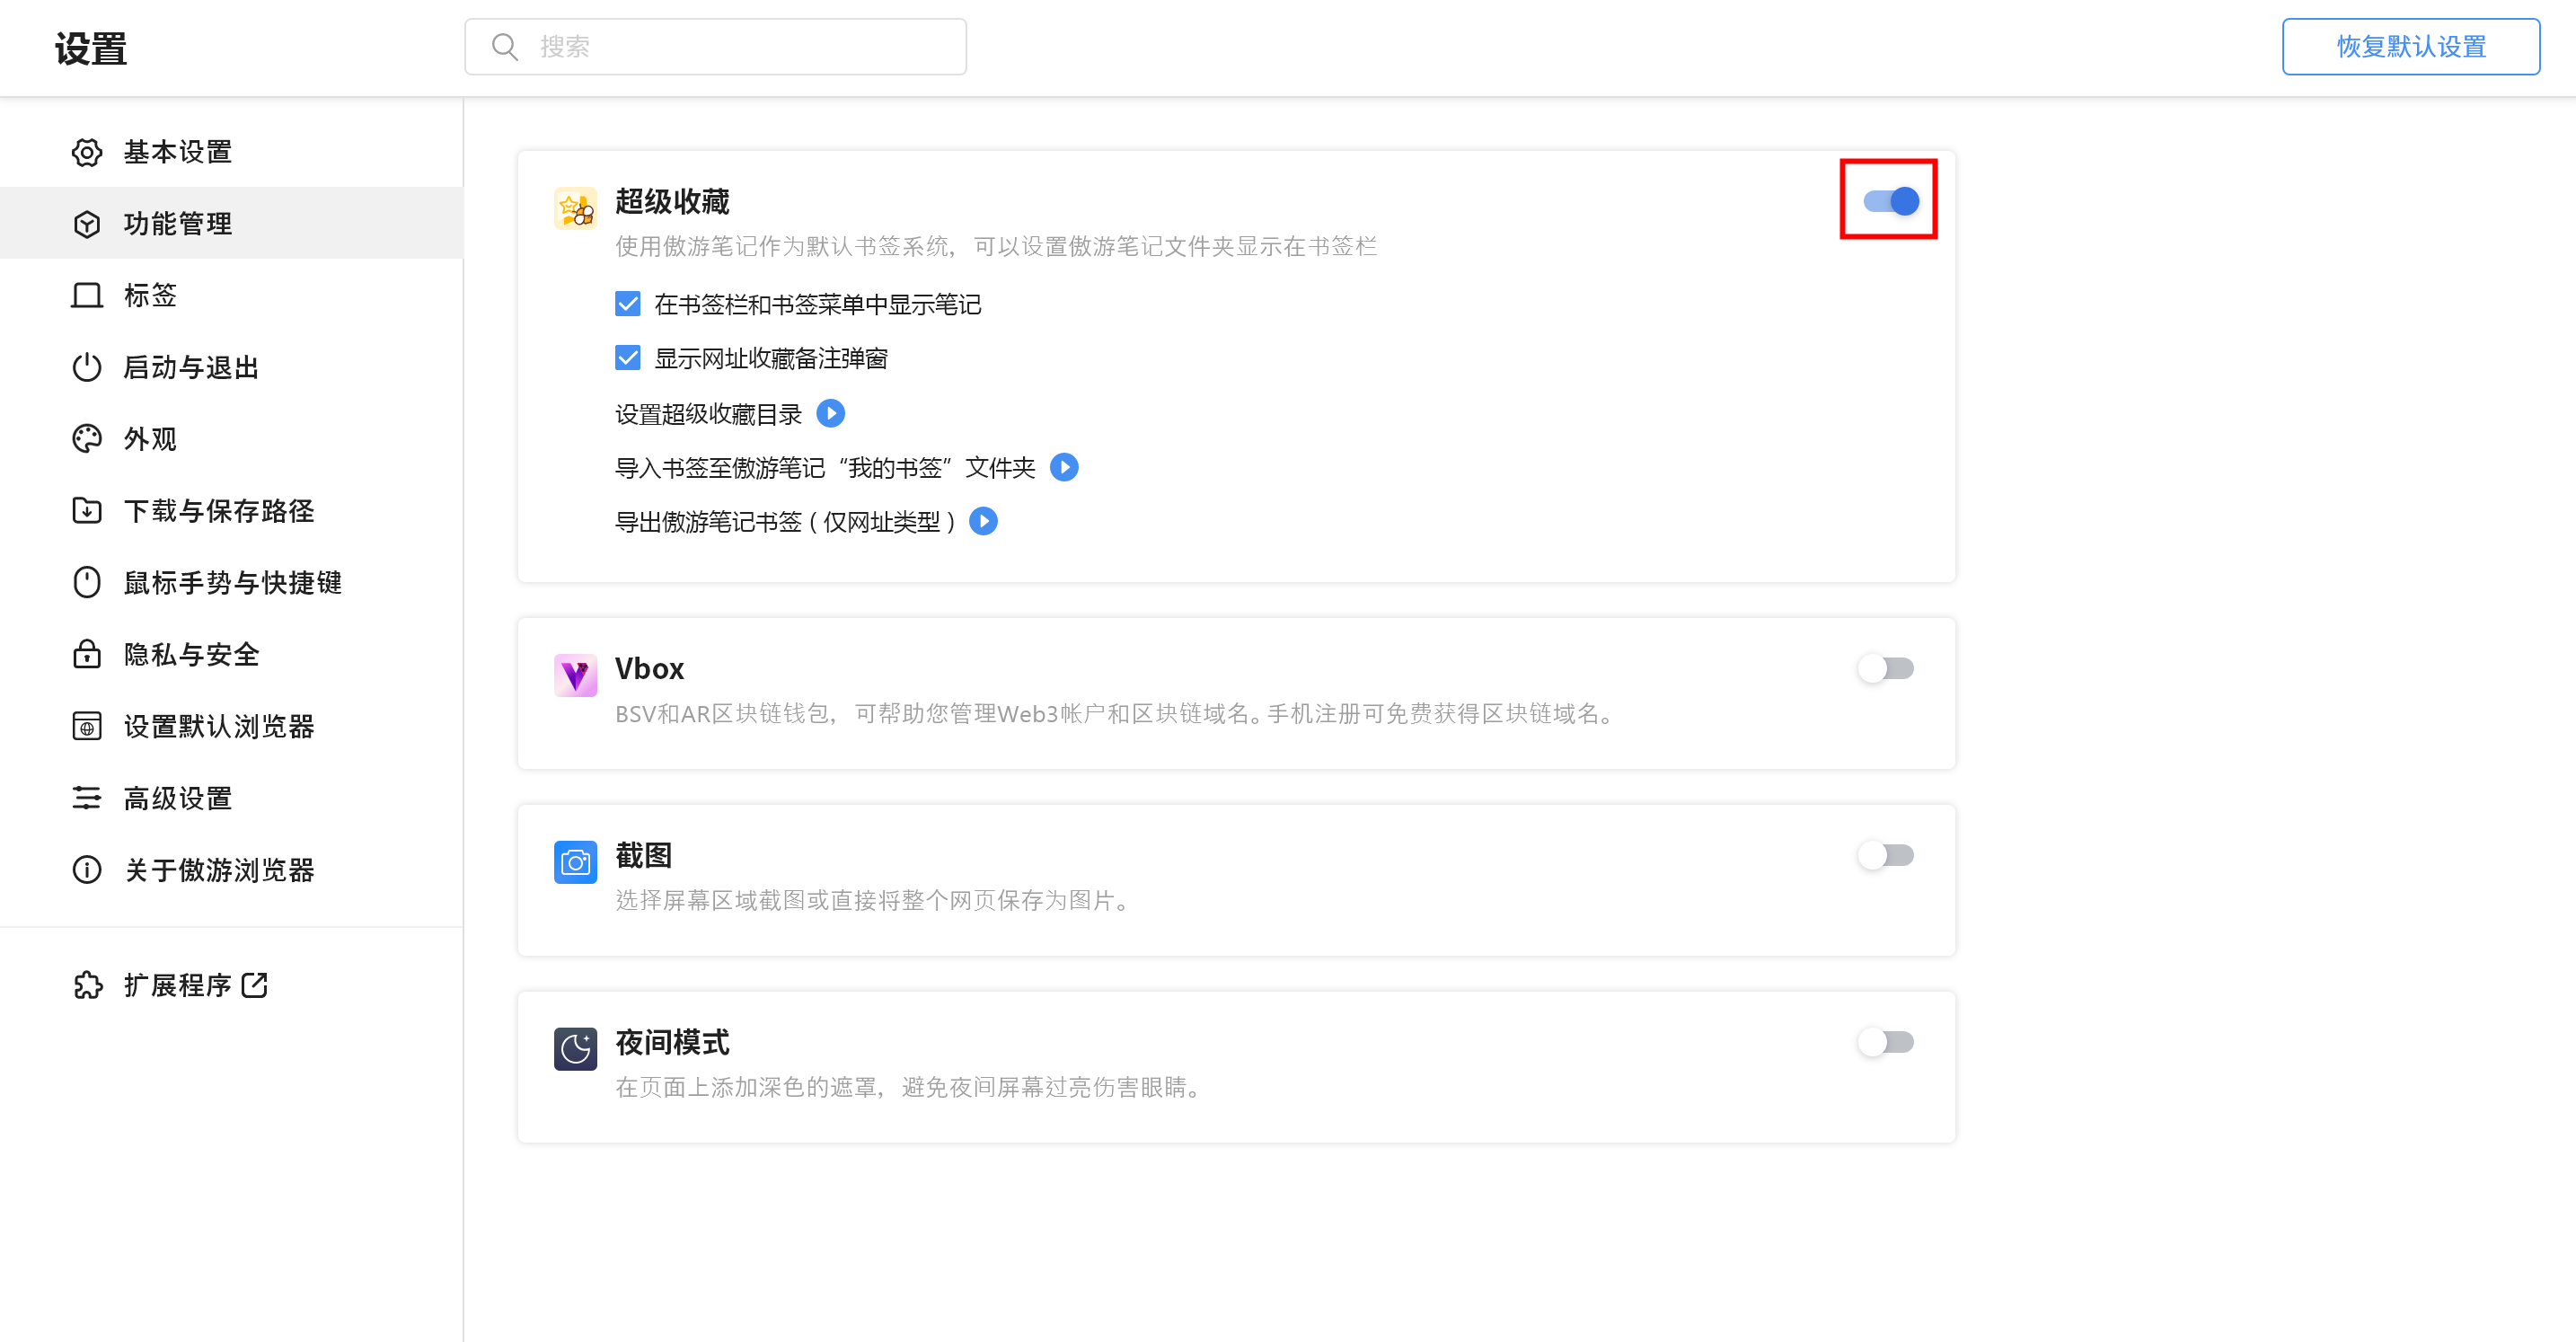 设置
搜索
恢复默认设置
基本设置
功能管理
标签
启动与退出
外观
下载与保存路径
鼠标手势与快捷键
隐私与安全
设置默认浏览器
高级设置
关于傲游浏览器
扩展程序
超级收藏
使用傲游笔记作为默认书签系统，可以设置傲游笔记文件夹显示在书签栏
在书签栏和书签菜单中显示笔记
显示网址收藏备注弹窗
设置超级收藏目录
导入书签至傲游笔记“我的书签”文件夹
导出傲游笔记书签（仅网址类型）
Vbox
BSV和AR区块链钱包，可帮助您管理Web3帐户和区块链域名。手机注册可免费获得区块链域名。
截图
选择屏幕区域截图或直接将整个网页保存为图片。
夜间模式
在页面上添加深色的遮罩，避免夜间屏幕过亮伤害眼睛。